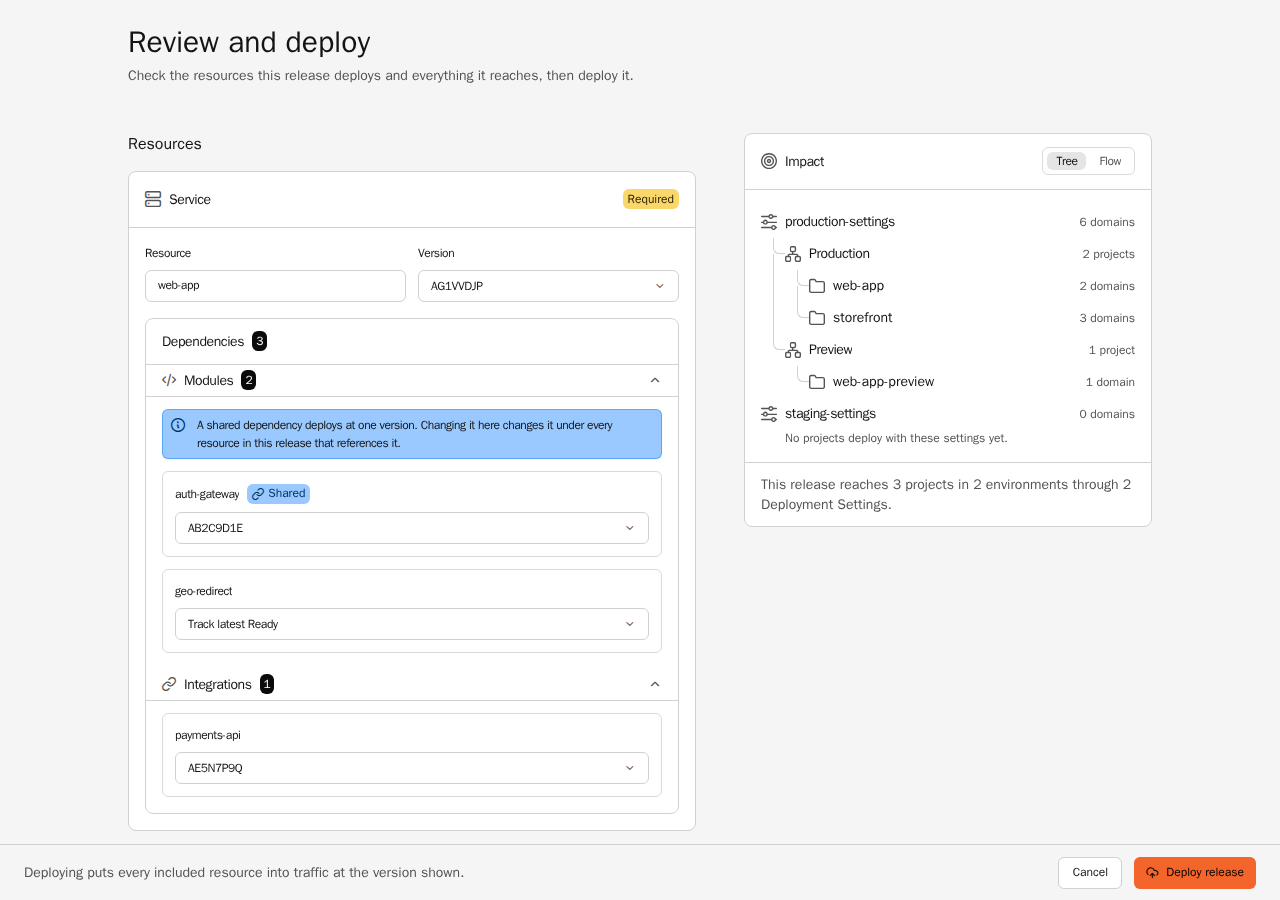 Review and deploy
Check the resources this release deploys and everything it reaches, then deploy it.
Resources
Service
Required
Resource
Version
web-app
AG1VVDJP
Dependencies 3
Modules 2
A shared dependency deploys at one version. Changing it here changes it under every
resource in this release that references it.
auth-gateway
Shared
AB2C9D1E
geo-redirect
Track latest Ready
Integrations 1
payments-api
AE5N7P9Q
Impact
Tree
Flow
production-settings
6 domains
Production
2 projects
web-app
2 domains
storefront
3 domains
Preview
1 project
web-app-preview
1 domain
staging-settings
0 domains
No projects deploy with these settings yet.
This release reaches 3 projects in 2 environments through 2
Deployment Settings.
Deploying puts every included resource into traffic at the version shown.
Cancel
Deploy release